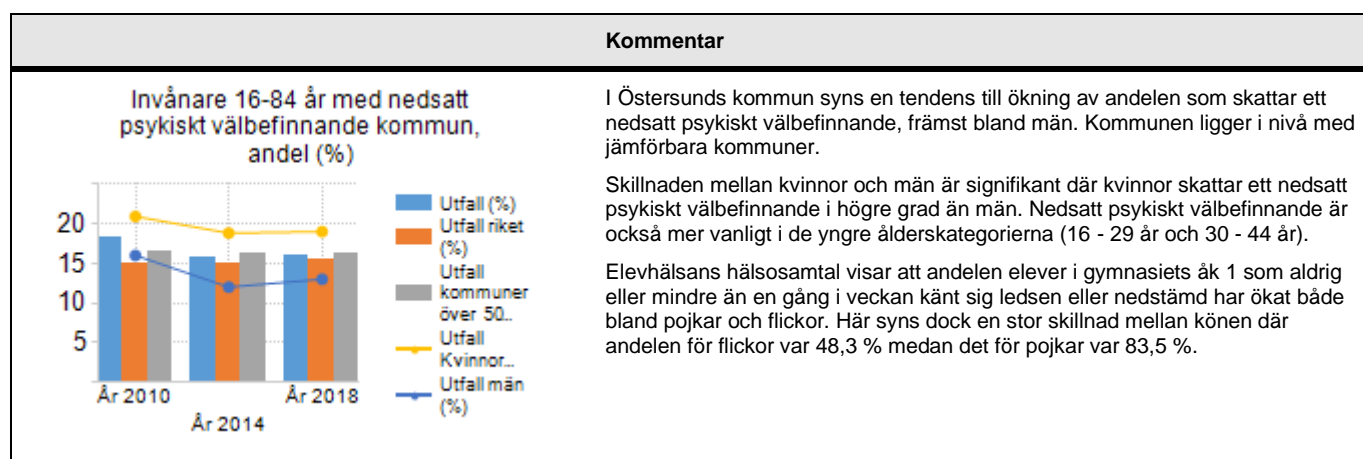 Kommentar
Invånare 16-84 år med nedsatt
psykiskt välbefinnande kommun,
andel (%)
20
15
10
5
År 2010
År 2014
År 2018
Utfall (%)
Utfall riket
(%)
Utfall
kommuner
över 50..
Utfall
Kvinnor...
Utfall män
(%)
I Östersunds kommun syns en tendens till ökning av andelen som skattar ett
nedsatt psykiskt välbefinnande, främst bland män. Kommunen ligger i nivå med
jämförbara kommuner.
Skillnaden mellan kvinnor och män är signifikant där kvinnor skattar ett nedsatt
psykiskt välbefinnande i högre grad än män. Nedsatt psykiskt välbefinnande är
också mer vanligt i de yngre ålderskategorierna (16 - 29 år och 30 - 44 år).
Elevhälsans hälsosamtal visar att andelen elever i gymnasiets åk 1 som aldrig
eller mindre än en gång i veckan känt sig ledsen eller nedstämd har ökat både
bland pojkar och flickor. Här syns dock en stor skillnad mellan könen där
andelen för flickor var 48,3 % medan det för pojkar var 83,5 %.